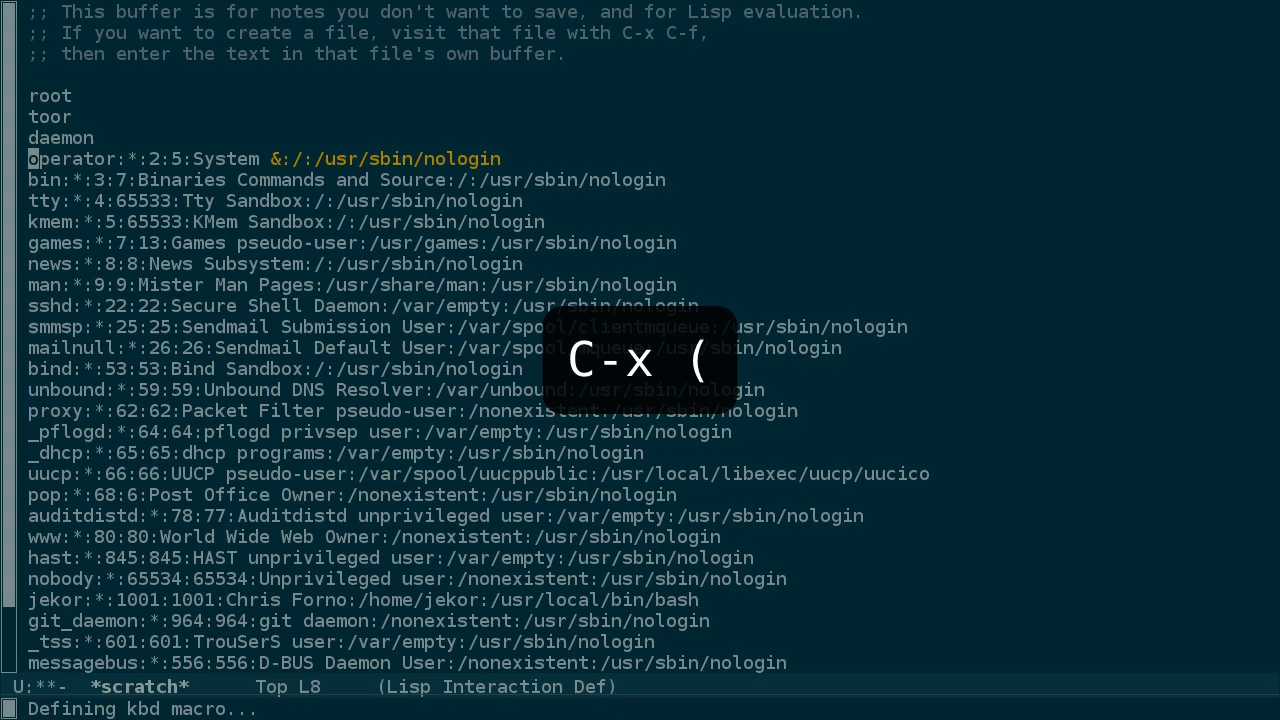 ;; This buffer is for notes you don't want to save, and for Lisp evaluation.
;; If you want to create a file, visit that file with C-x C-f,
;; then enter the text in that file's own buffer.
root
toor
daemon
operator:*:2:5:System &:/:/usr/sbin/nologin
bin:*:3:7:Binaries Commands and Source:/:/usr/sbin/nologin
tty:*:4:65533:Tty Sandbox:/:/usr/sbin/nologin
kmem:*:5:65533:KMem Sandbox:/:/usr/sbin/nologin
games:*:7:13:Games pseudo-user:/usr/games:/usr/sbin/nologin
news:*:8:8:News Subsystem:/:/usr/sbin/nologin
man:*:9:9:Mister Man Pages:/usr/share/man:/usr/sbin/nologin
sshd:*:22:22:Secure Shell Daemon:/var/empty:/usr/sbin/nologin
smmsp:*:25:25:Sendmail Submission User:/var/spool/clientmqueue:/usr/sbin/nologin
mailnull:*:26:26:Sendmail Default User:/var/spool/mqueue:/usr/sbin/nologin
bind:*:53:53:Bind Sandbox:/:/usr/sbin/nologin
unbound:*:59:59:Unbound DNS Resolver:/var/unbound:/usr/sbin/nologin
proxy:*:62:62:Packet Filter pseudo-user:/nonexistent:/usr/sbin/nologin
_pflogd:*:64:64:pflogd privsep user:/var/empty:/usr/sbin/nologin
_dhcp:*:65:65:dhcp programs:/var/empty:/usr/sbin/nologin
uucp:*:66:66:UUCP pseudo-user:/var/spool/uucppublic:/usr/local/libexec/uucp/uucico
pop:*:68:6:Post Office Owner:/nonexistent:/usr/sbin/nologin
auditdistd:*:78:77:Auditdistd unprivileged user:/var/empty:/usr/sbin/nologin
www:*:80:80:World Wide Web Owner:/nonexistent:/usr/sbin/nologin
hast:*:845:845:HAST unprivileged user:/var/empty:/usr/sbin/nologin
nobody:*:65534:65534:Unprivileged user:/nonexistent:/usr/sbin/nologin
jekor:*:1001:1001:Chris Forno:/home/jekor:/usr/local/bin/bash
git_daemon:*:964:964:git daemon:/nonexistent:/usr/sbin/nologin
_tss:*:601:601:TrouSerS user:/var/empty:/usr/sbin/nologin
messagebus:*:556:556:D-BUS Daemon User:/nonexistent:/usr/sbin/nologin
C-x (
U:**-  *scratch*      Top L8     (Lisp Interaction Def)
Defining kbd macro...